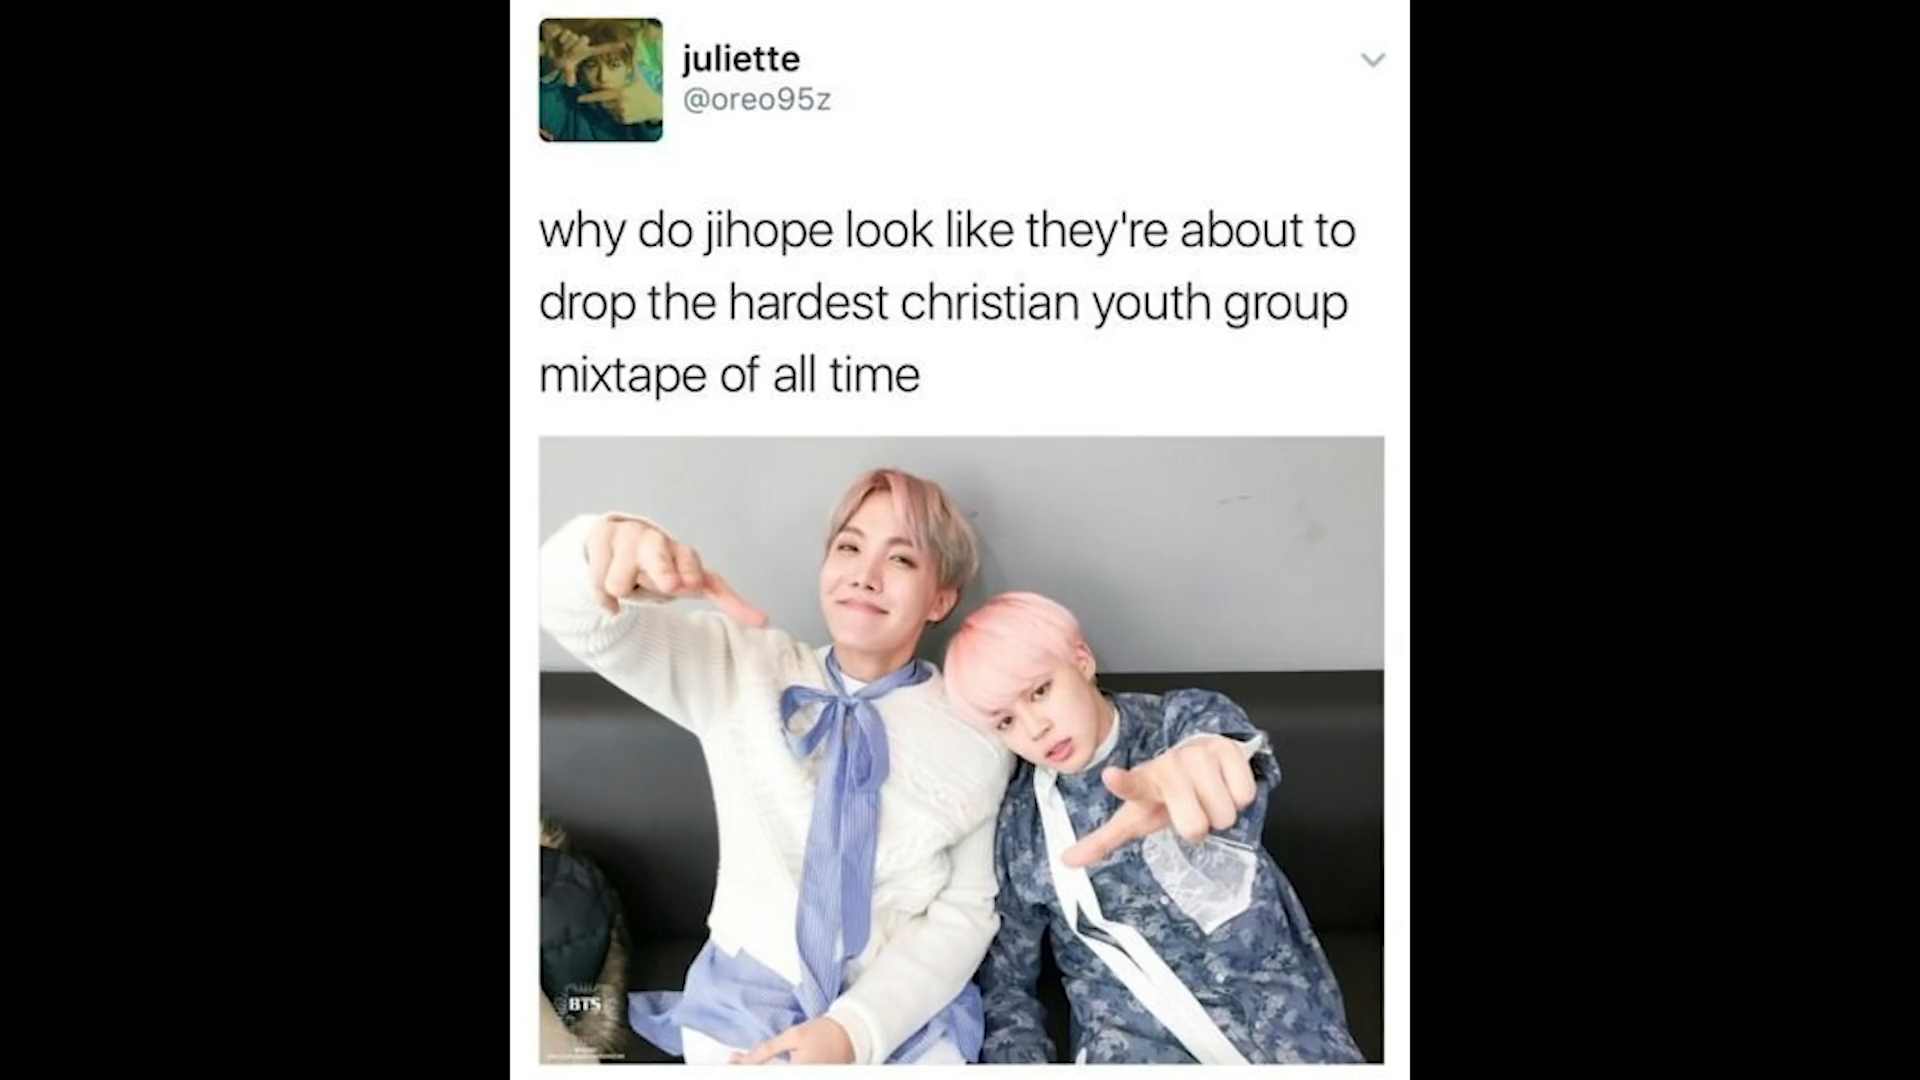 juliette
@oreo95z
why do jihope look like they're about to
drop the hardest christian youth group
mixtape of all time
BTS